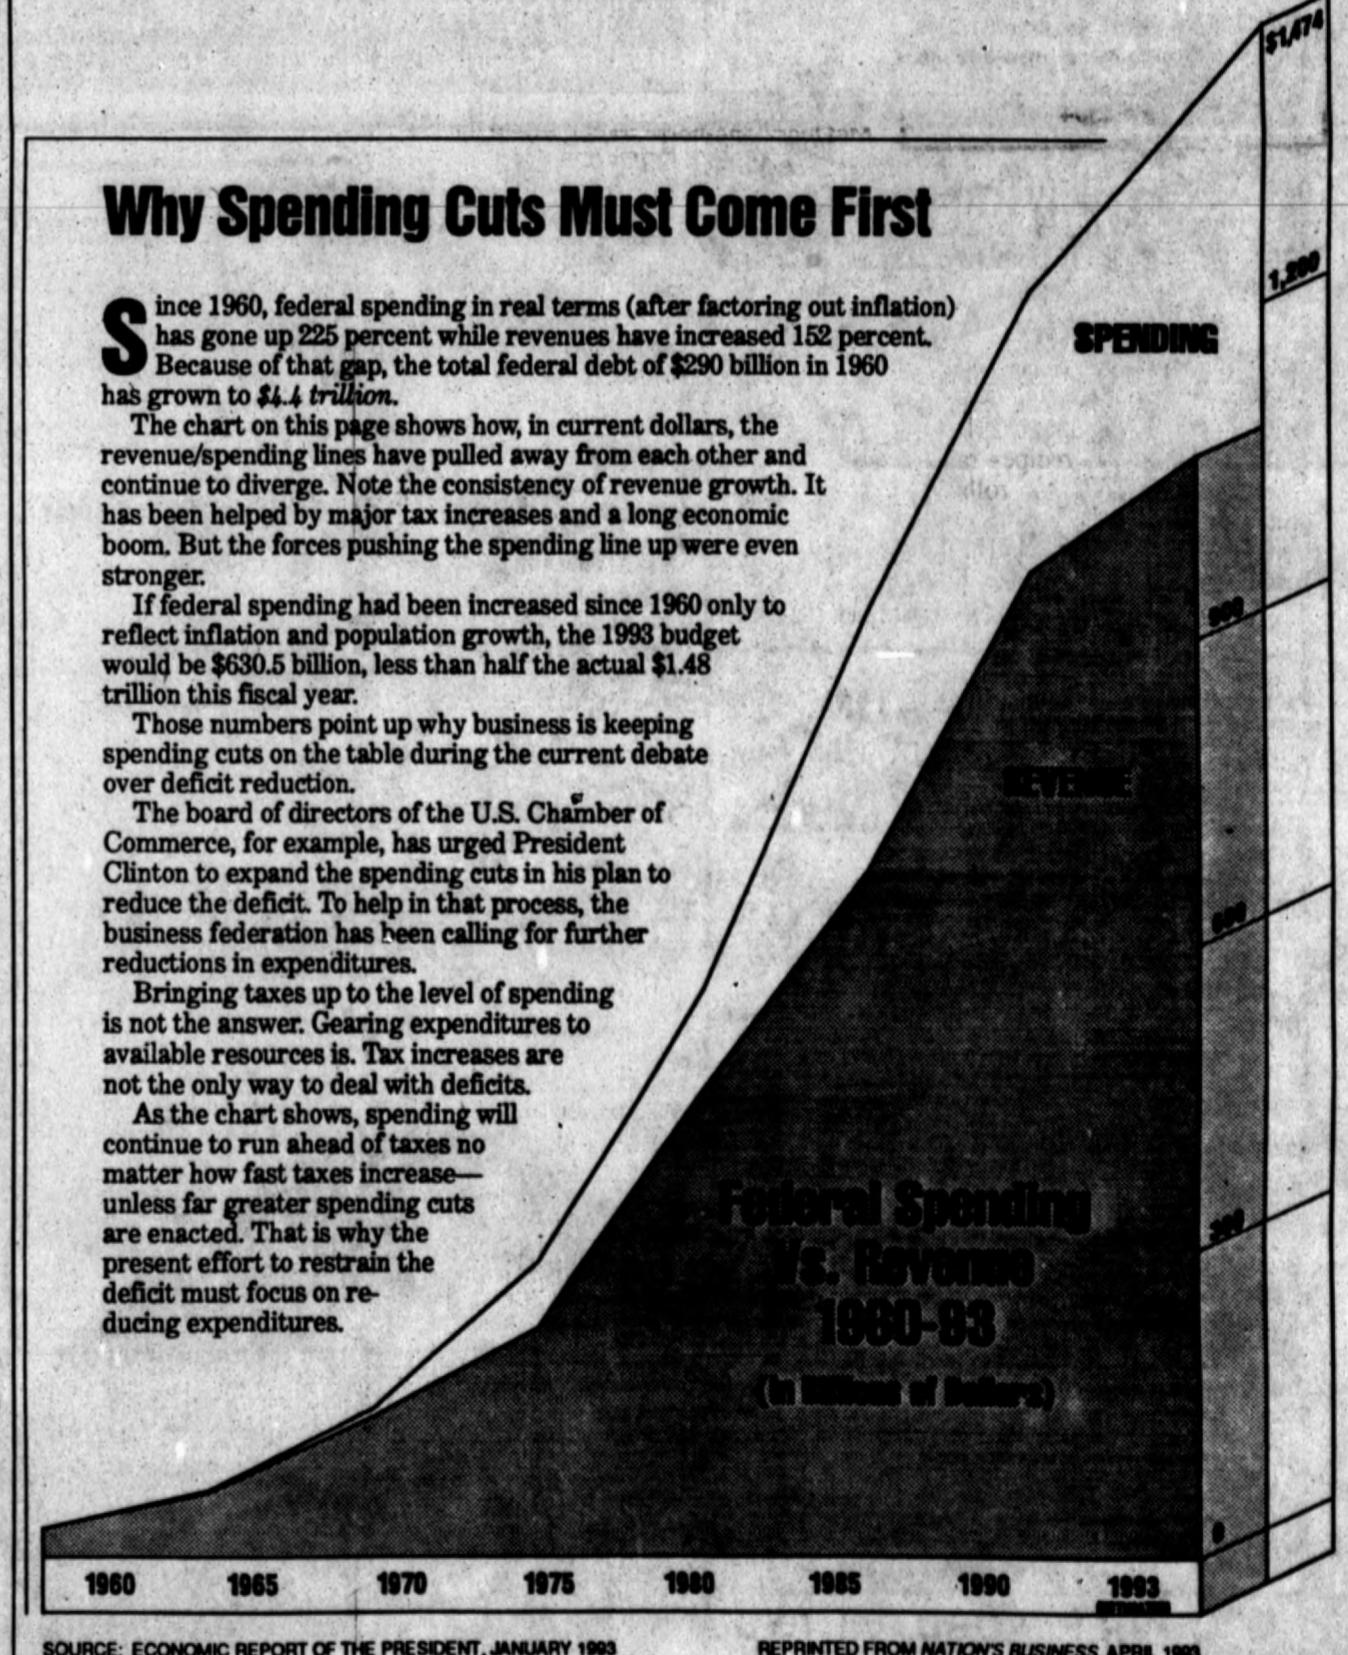 $1,474
Why Spending Cuts Must Come First
1,200
Since 1960, federal spending in real terms (after factoring out inflation)
has gone up 225 percent while revenues have increased 152 percent.
Because of that gap, the total federal debt of $290 billion in 1960
has grown to $4.4 trillion.
The chart on this page shows how, in current dollars, the
revenue/spending lines have pulled away from each other and
continue to diverge. Note the consistency of revenue growth. It
has been helped by major tax increases and a long economic
boom. But the forces pushing the spending line up were even
stronger.
If federal spending had been increased since 1960 only to
reflect inflation and population growth, the 1993 budget
would be $630.5 billion, less than half the actual $1.48
trillion this fiscal year.
Those numbers point up why business is keeping
spending cuts on the table during the current debate
over deficit reduction.
The board of directors of the U.S. Chamber of
Commerce, for example, has urged President
Clinton to expand the spending cuts in his plan to
reduce the deficit. To help in that process, the
business federation has been calling for further
reductions in expenditures.
Bringing taxes up to the level of spending
is not the answer. Gearing expenditures to
available resources is. Tax increases are
not the only way to deal with deficits.
As the chart shows, spending will
continue to run ahead of taxes no
matter how fast taxes increase—
unless far greater spending cuts
are enacted. That is why the
present effort to restrain the
deficit must focus on re-
ducing expenditures.
SPENDING
900
REVENUE
600
300
0
Federal Spending
Vs. Revenue
1960-93
(in Billions of Dollars)
1960 1965 1970 1975 1980 1985 1990 1993
SOURCE: ECONOMIC REPORT OF THE PRESIDENT, JANUARY 1993
REPRINTED FROM NATION'S BUSINESS, APRIL 1993